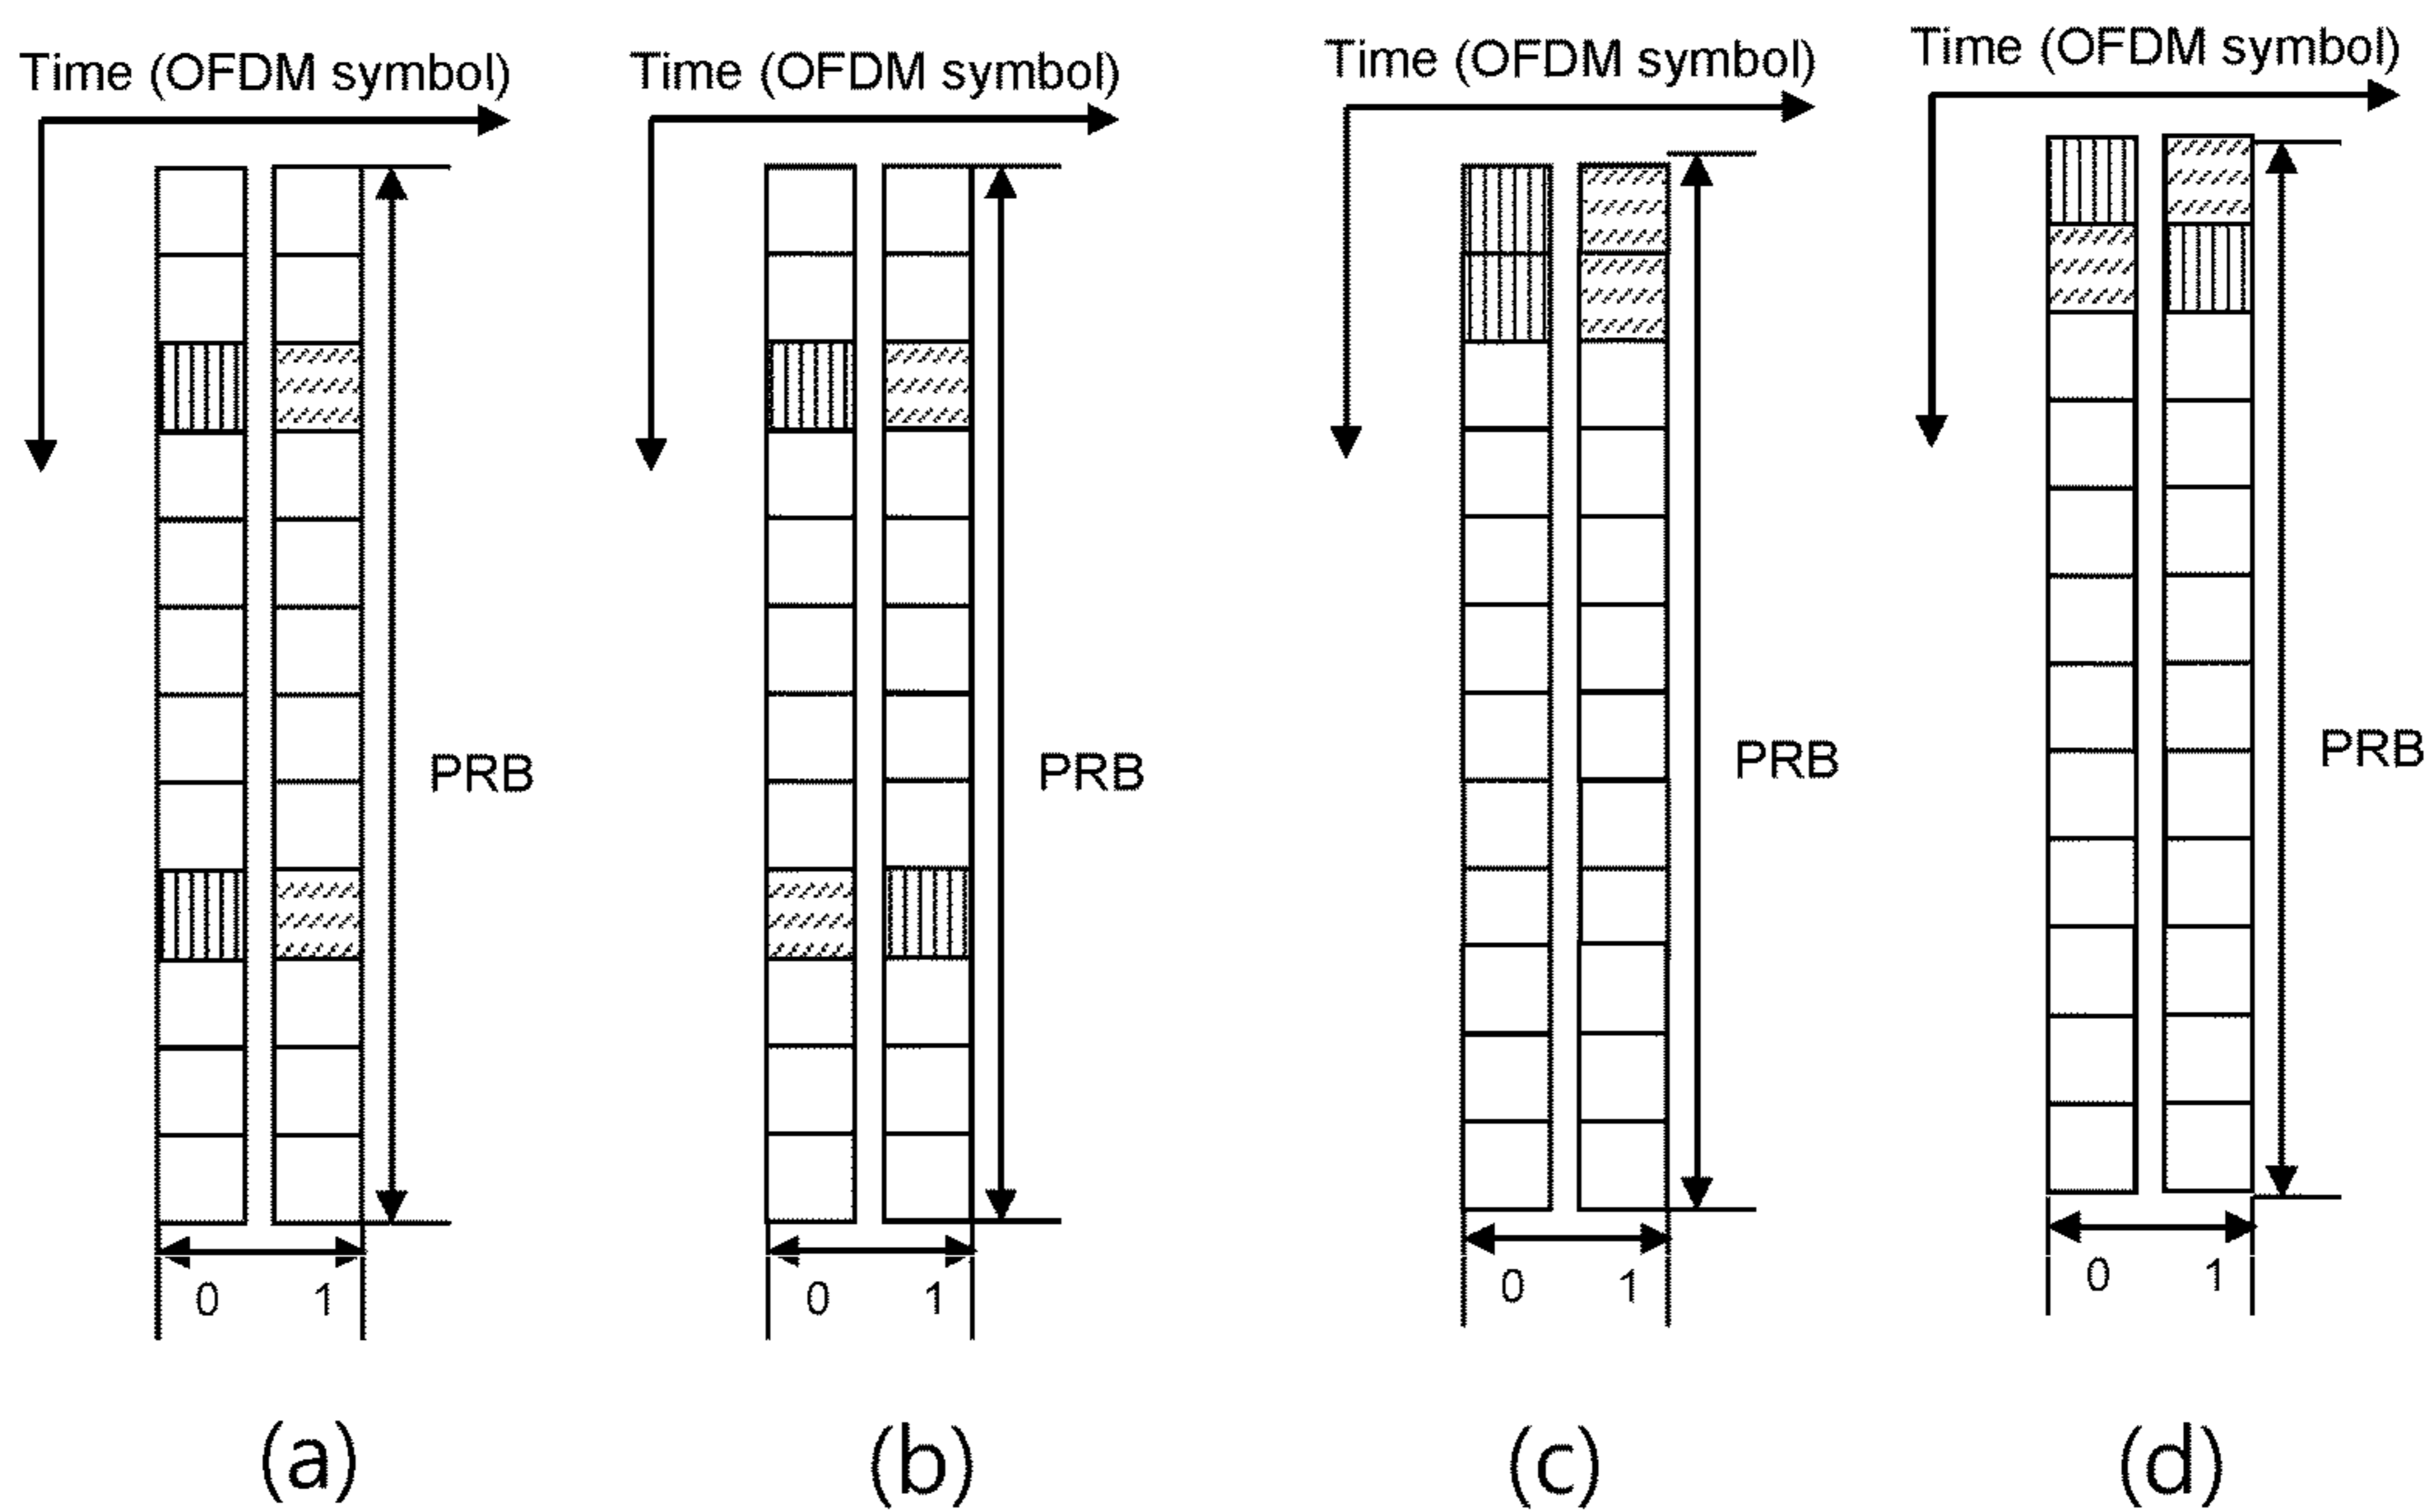 Time (OFDM symbol)
PRB
0 1
(a)
Time (OFDM symbol)
PRB
0 1
(b)
Time (OFDM symbol)
PRB
0 1
(c)
Time (OFDM symbol)
PRB
0 1
(d)